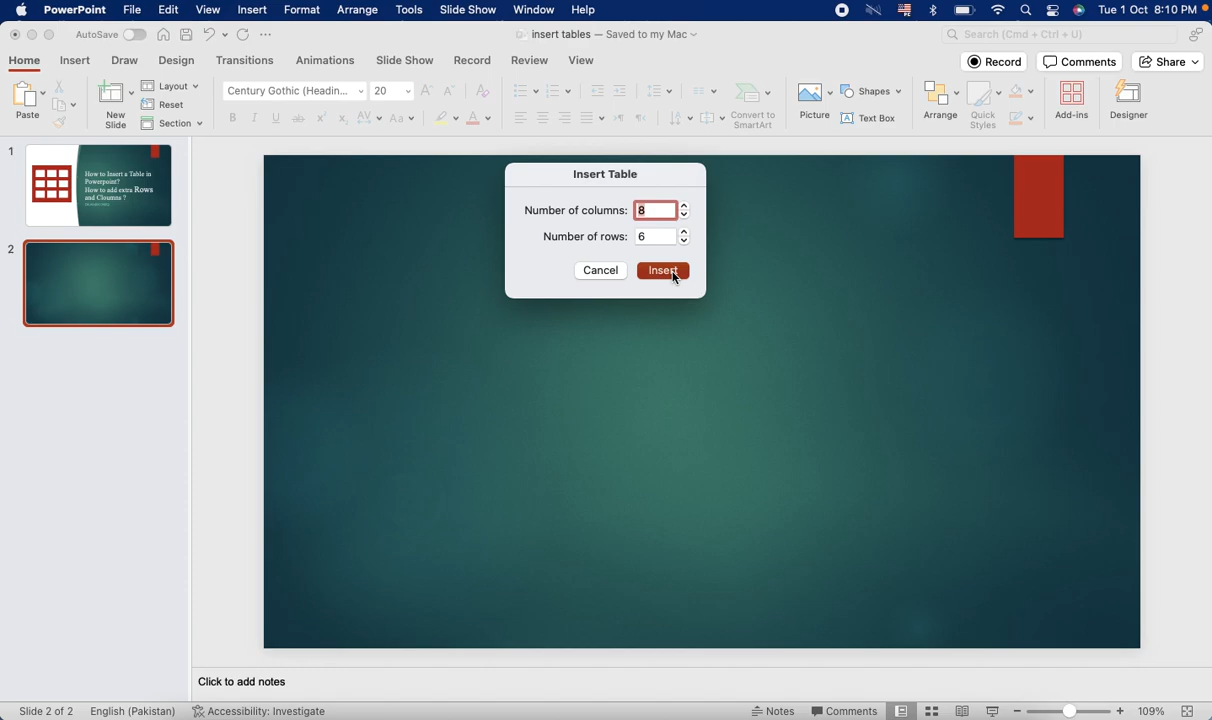 PowerPoint File Edit View Insert Format Arrange Tools Slide Show Window Help Tue 1 Oct 8:10 PM
AutoSave insert tables — Saved to my Mac Search (Cmd + Ctrl + U)
Home Insert Draw Design Transitions Animations Slide Show Record Review View Record Comments Share
Paste New Slide Layout Reset Section Century Gothic (Headin... 20 Convert to SmartArt Picture Shapes Text Box Arrange Quick Styles Add-ins Designer
1
How to Insert a Table in
Powerpoint?
How to add extra Rows
and Cloumns ?
2
Insert Table
Number of columns: 8
Number of rows: 6
Cancel Insert
Click to add notes
Slide 2 of 2 English (Pakistan) Accessibility: Investigate Notes Comments 109%